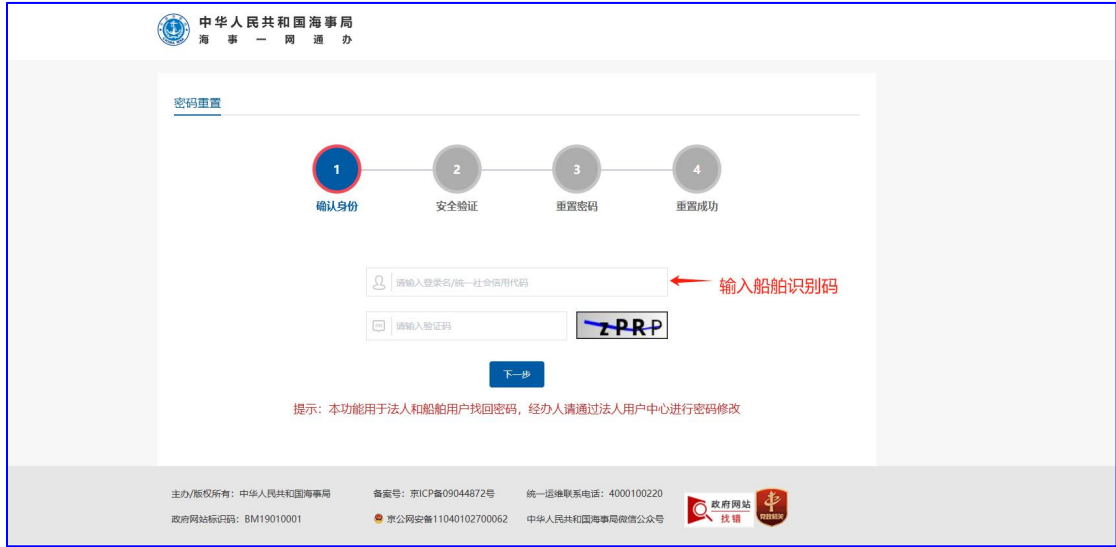 中华人民共和国海事局
海事一网通办
密码重置
1 2 3 4
确认身份 安全验证 重置密码 重置成功
请输入登录名/统一社会信用代码
输入船舶识别码
请输入验证码
zPRP
下一步
提示：本功能用于法人和船舶用户找回密码，经办人请通过法人用户中心进行密码修改
主办/版权所有：中华人民共和国海事局 备案号：京ICP备09044872号 统一运维联系电话：4000100220
政府网站标识码：BM19010001 京公网安备11040102700062 中华人民共和国海事局微信公众号
政府网站
找错
党政机关